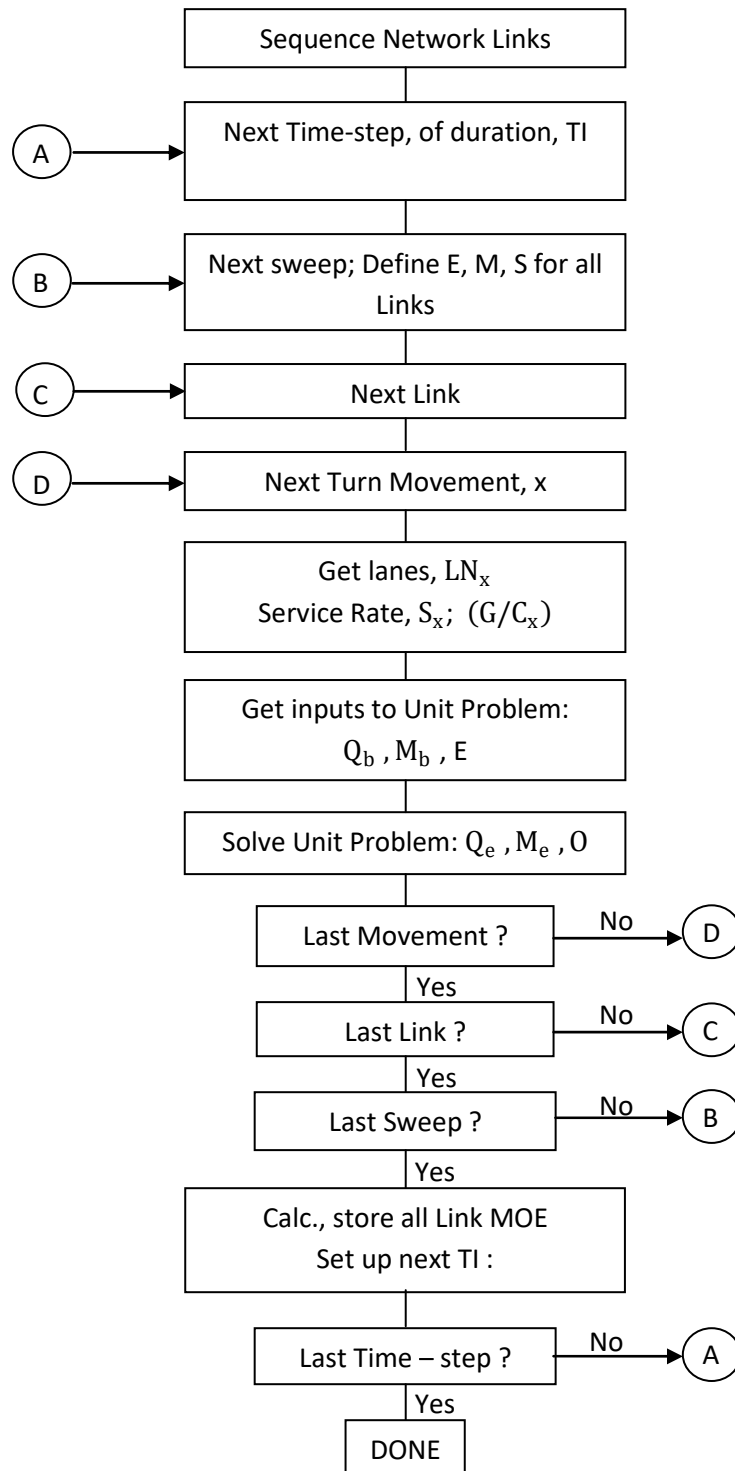 Sequence Network Links
Next Time-step, of duration, TI
A
Next sweep; Define E, M, S for all
Links
B
Next Link
C
Next Turn Movement, x
D
Get lanes, LNₓ
Service Rate, Sₓ; (G/Cₓ)
Get inputs to Unit Problem:
Q_b , M_b , E
Solve Unit Problem: Qₑ , Mₑ , O
Last Movement ?
No
D
Yes
Last Link ?
No
C
Yes
Last Sweep ?
No
B
Yes
Calc., store all Link MOE
Set up next TI :
Last Time – step ?
No
A
Yes
DONE